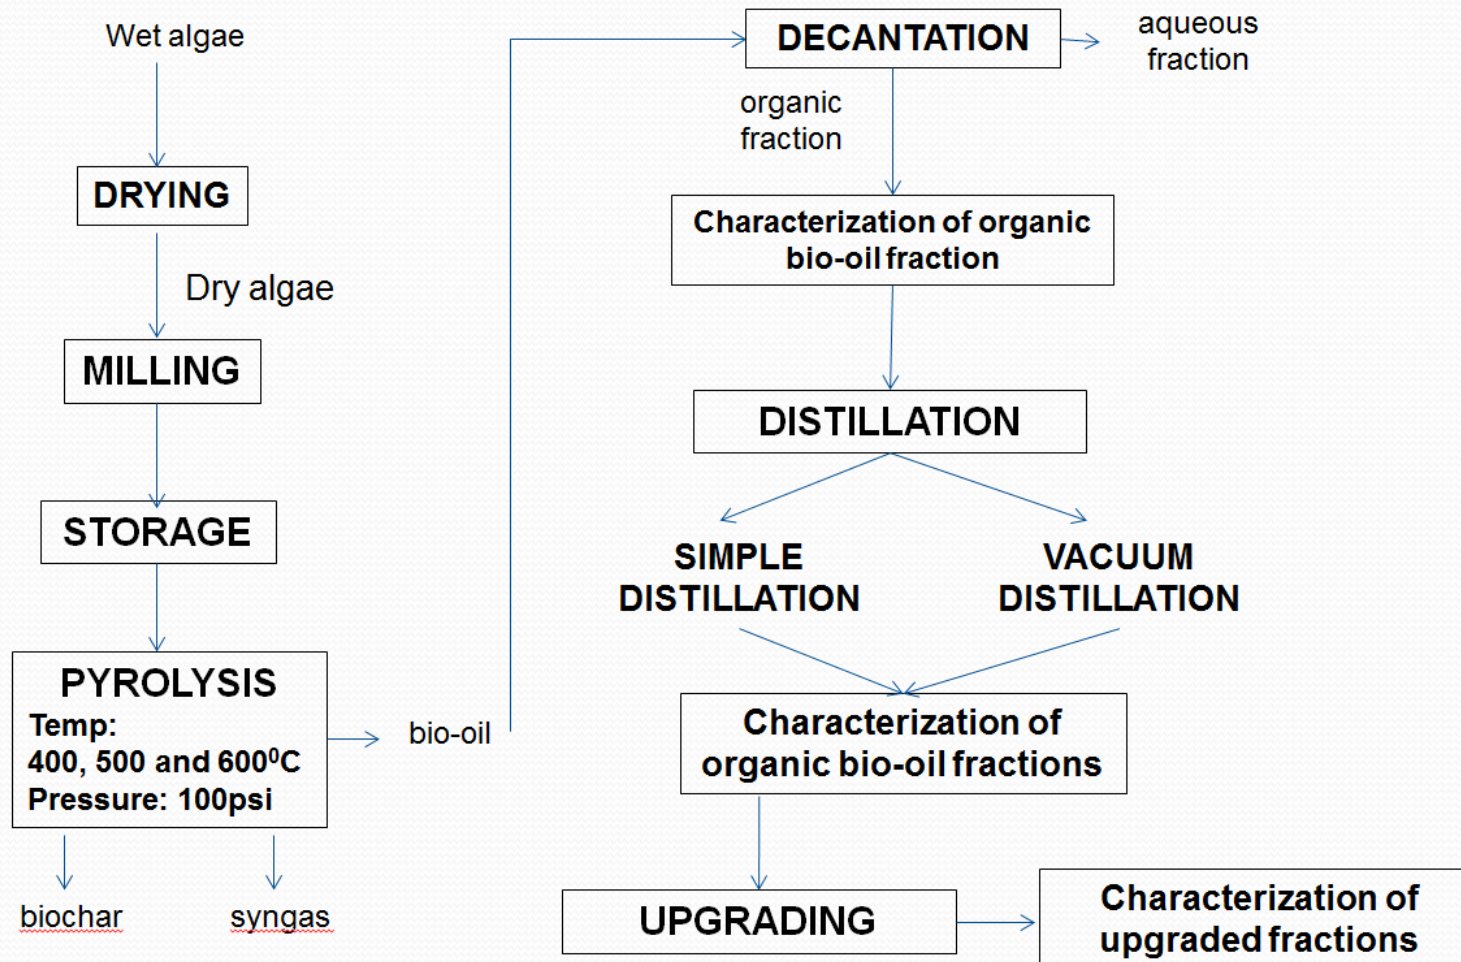 Wet algae
DRYING
Dry algae
MILLING
STORAGE
PYROLYSIS
Temp:
400, 500 and 600⁰C
Pressure: 100psi
biochar
syngas
bio-oil
DECANTATION
aqueous
fraction
organic
fraction
Characterization of organic
bio-oil fraction
DISTILLATION
SIMPLE
DISTILLATION
VACUUM
DISTILLATION
Characterization of
organic bio-oil fractions
UPGRADING
Characterization of
upgraded fractions